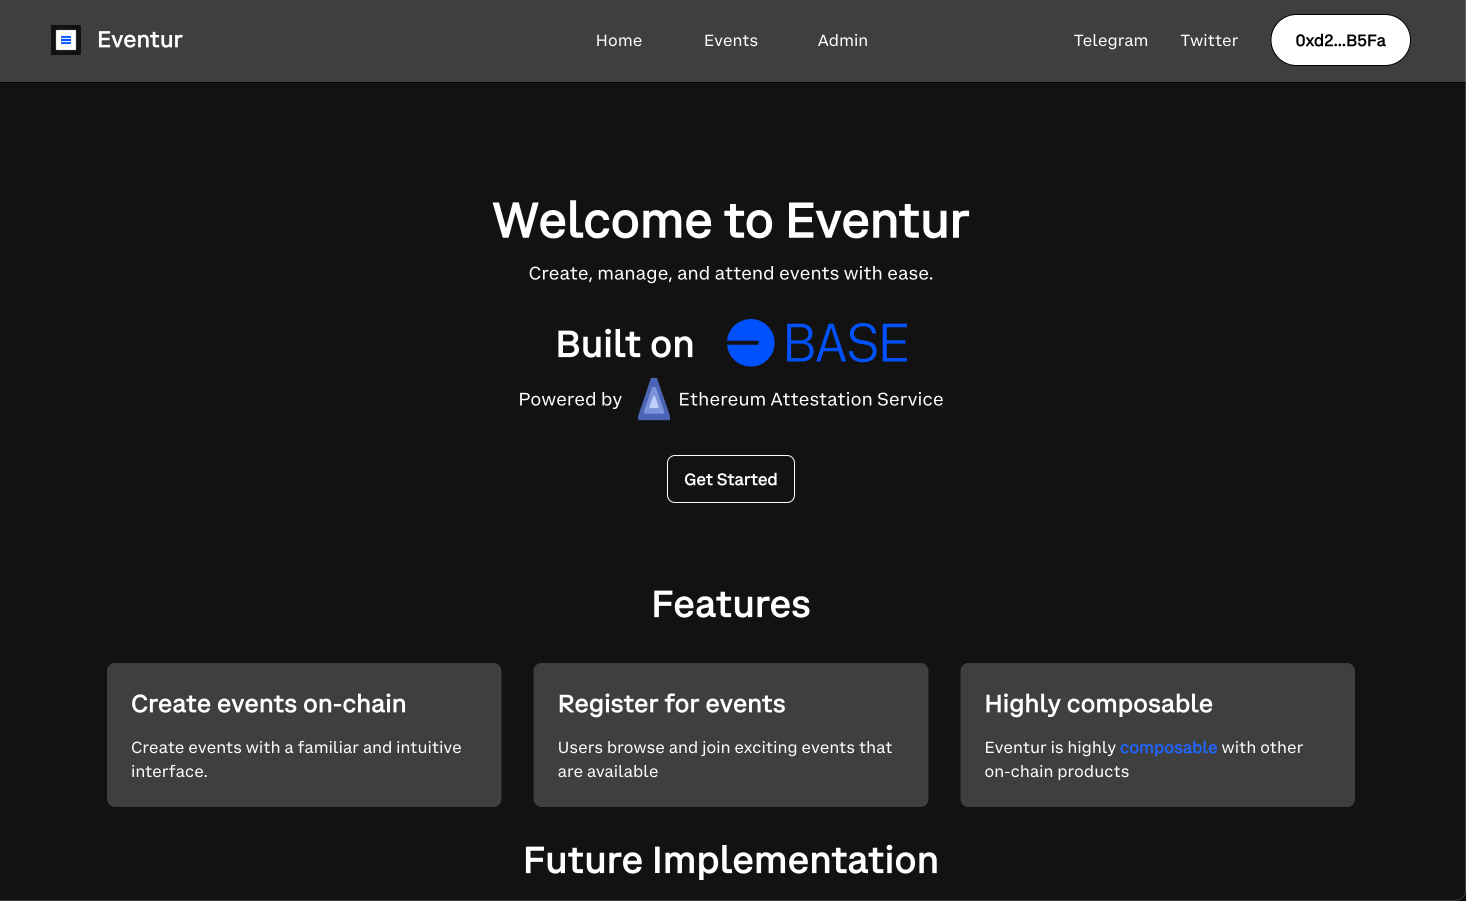 Eventur
Home Events Admin
Telegram Twitter 0xd2...B5Fa
Welcome to Eventur
Create, manage, and attend events with ease.
Built on BASE
Powered by Ethereum Attestation Service
Get Started
Features
Create events on-chain
Create events with a familiar and intuitive
interface.
Register for events
Users browse and join exciting events that
are available
Highly composable
Eventur is highly composable with other
on-chain products
Future Implementation